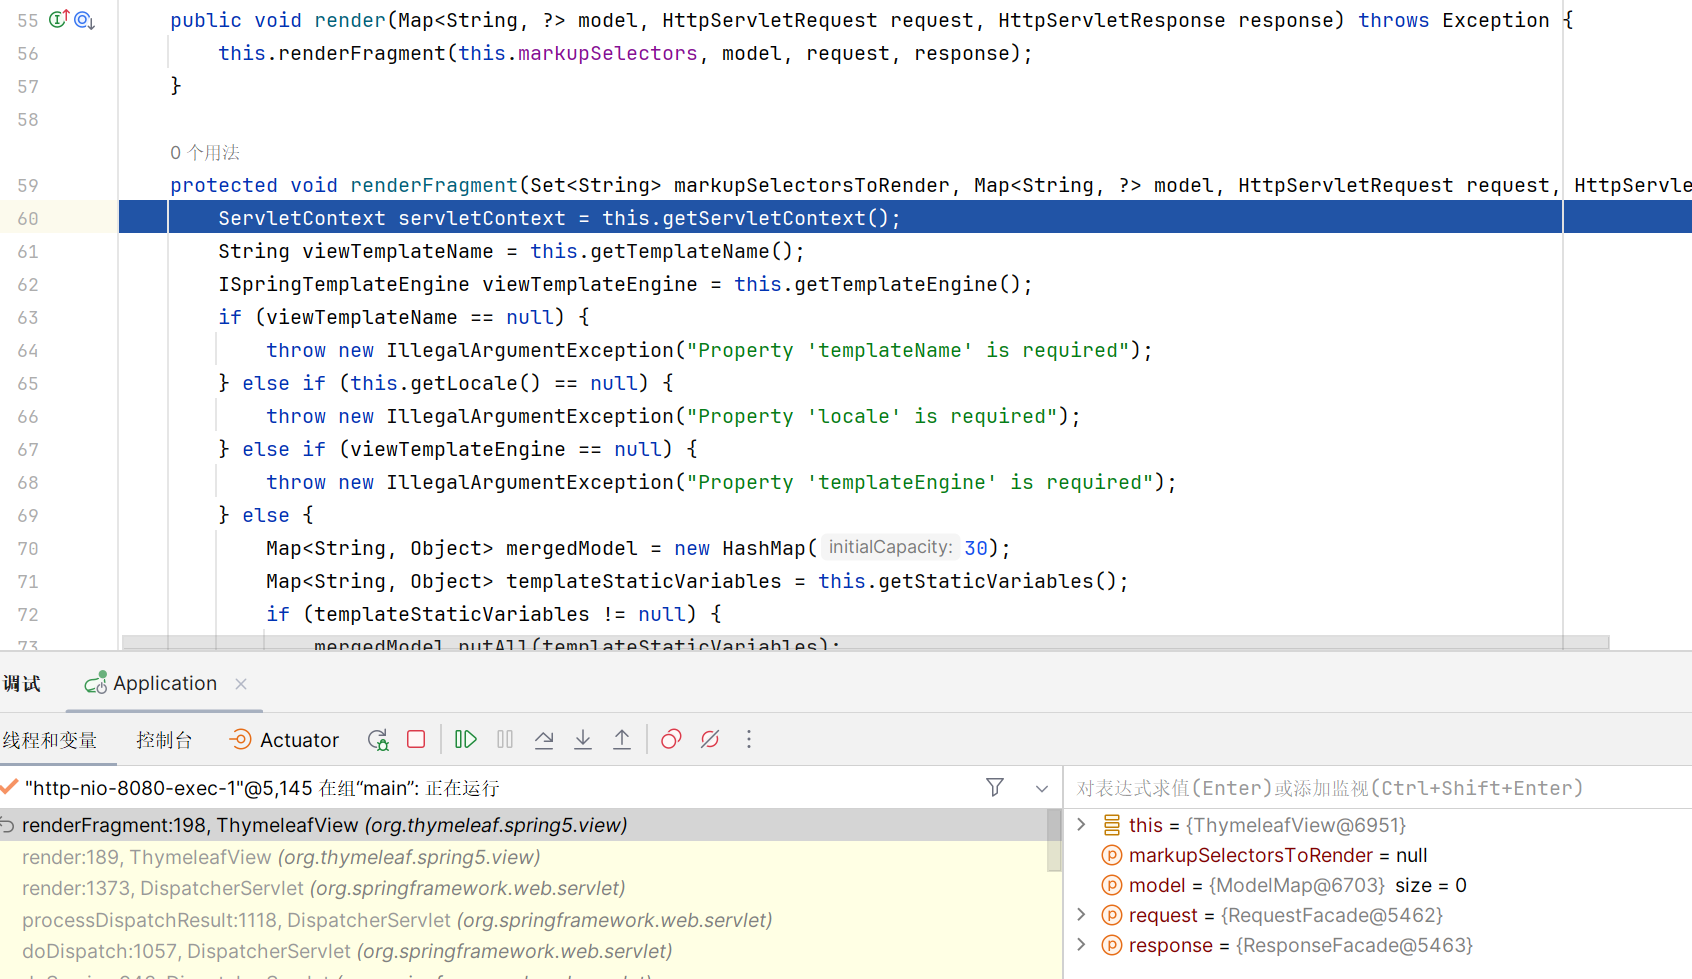 55 public void render(Map<String, ?> model, HttpServletRequest request, HttpServletResponse response) throws Exception {
56 this.renderFragment(this.markupSelectors, model, request, response);
57 }
58
0 个用法
59 protected void renderFragment(Set<String> markupSelectorsToRender, Map<String, ?> model, HttpServletRequest request, HttpServle
60 ServletContext servletContext = this.getServletContext();
61 String viewTemplateName = this.getTemplateName();
62 ISpringTemplateEngine viewTemplateEngine = this.getTemplateEngine();
63 if (viewTemplateName == null) {
64 throw new IllegalArgumentException("Property 'templateName' is required");
65 } else if (this.getLocale() == null) {
66 throw new IllegalArgumentException("Property 'locale' is required");
67 } else if (viewTemplateEngine == null) {
68 throw new IllegalArgumentException("Property 'templateEngine' is required");
69 } else {
70 Map<String, Object> mergedModel = new HashMap( initialCapacity: 30);
71 Map<String, Object> templateStaticVariables = this.getStaticVariables();
72 if (templateStaticVariables != null) {
73 mergedModel.putAll(templateStaticVariables);
调试 Application ×
线程和变量 控制台 Actuator
"http-nio-8080-exec-1"@5,145 在组“main”: 正在运行
renderFragment:198, ThymeleafView (org.thymeleaf.spring5.view)
render:189, ThymeleafView (org.thymeleaf.spring5.view)
render:1373, DispatcherServlet (org.springframework.web.servlet)
processDispatchResult:1118, DispatcherServlet (org.springframework.web.servlet)
doDispatch:1057, DispatcherServlet (org.springframework.web.servlet)
对表达式求值(Enter)或添加监视(Ctrl+Shift+Enter)
this = {ThymeleafView@6951}
markupSelectorsToRender = null
model = {ModelMap@6703} size = 0
request = {RequestFacade@5462}
response = {ResponseFacade@5463}